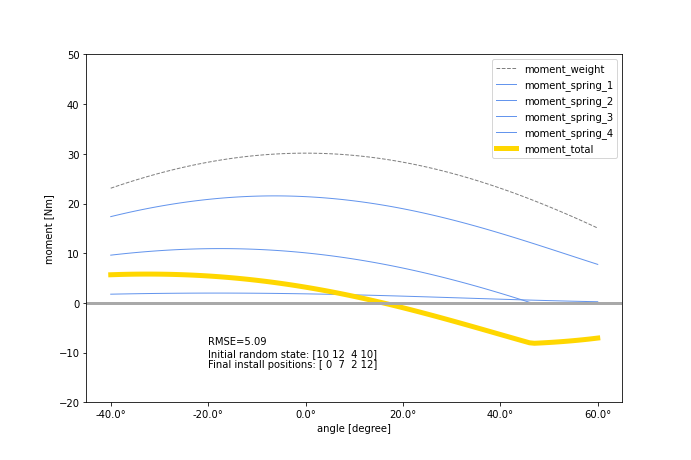 50
40
30
20
10
0
−10
−20
moment [Nm]
-40.0°
-20.0°
0.0°
20.0°
40.0°
60.0°
angle [degree]
moment_weight
moment_spring_1
moment_spring_2
moment_spring_3
moment_spring_4
moment_total
RMSE=5.09
Initial random state: [10 12  4 10]
Final install positions: [ 0  7  2 12]